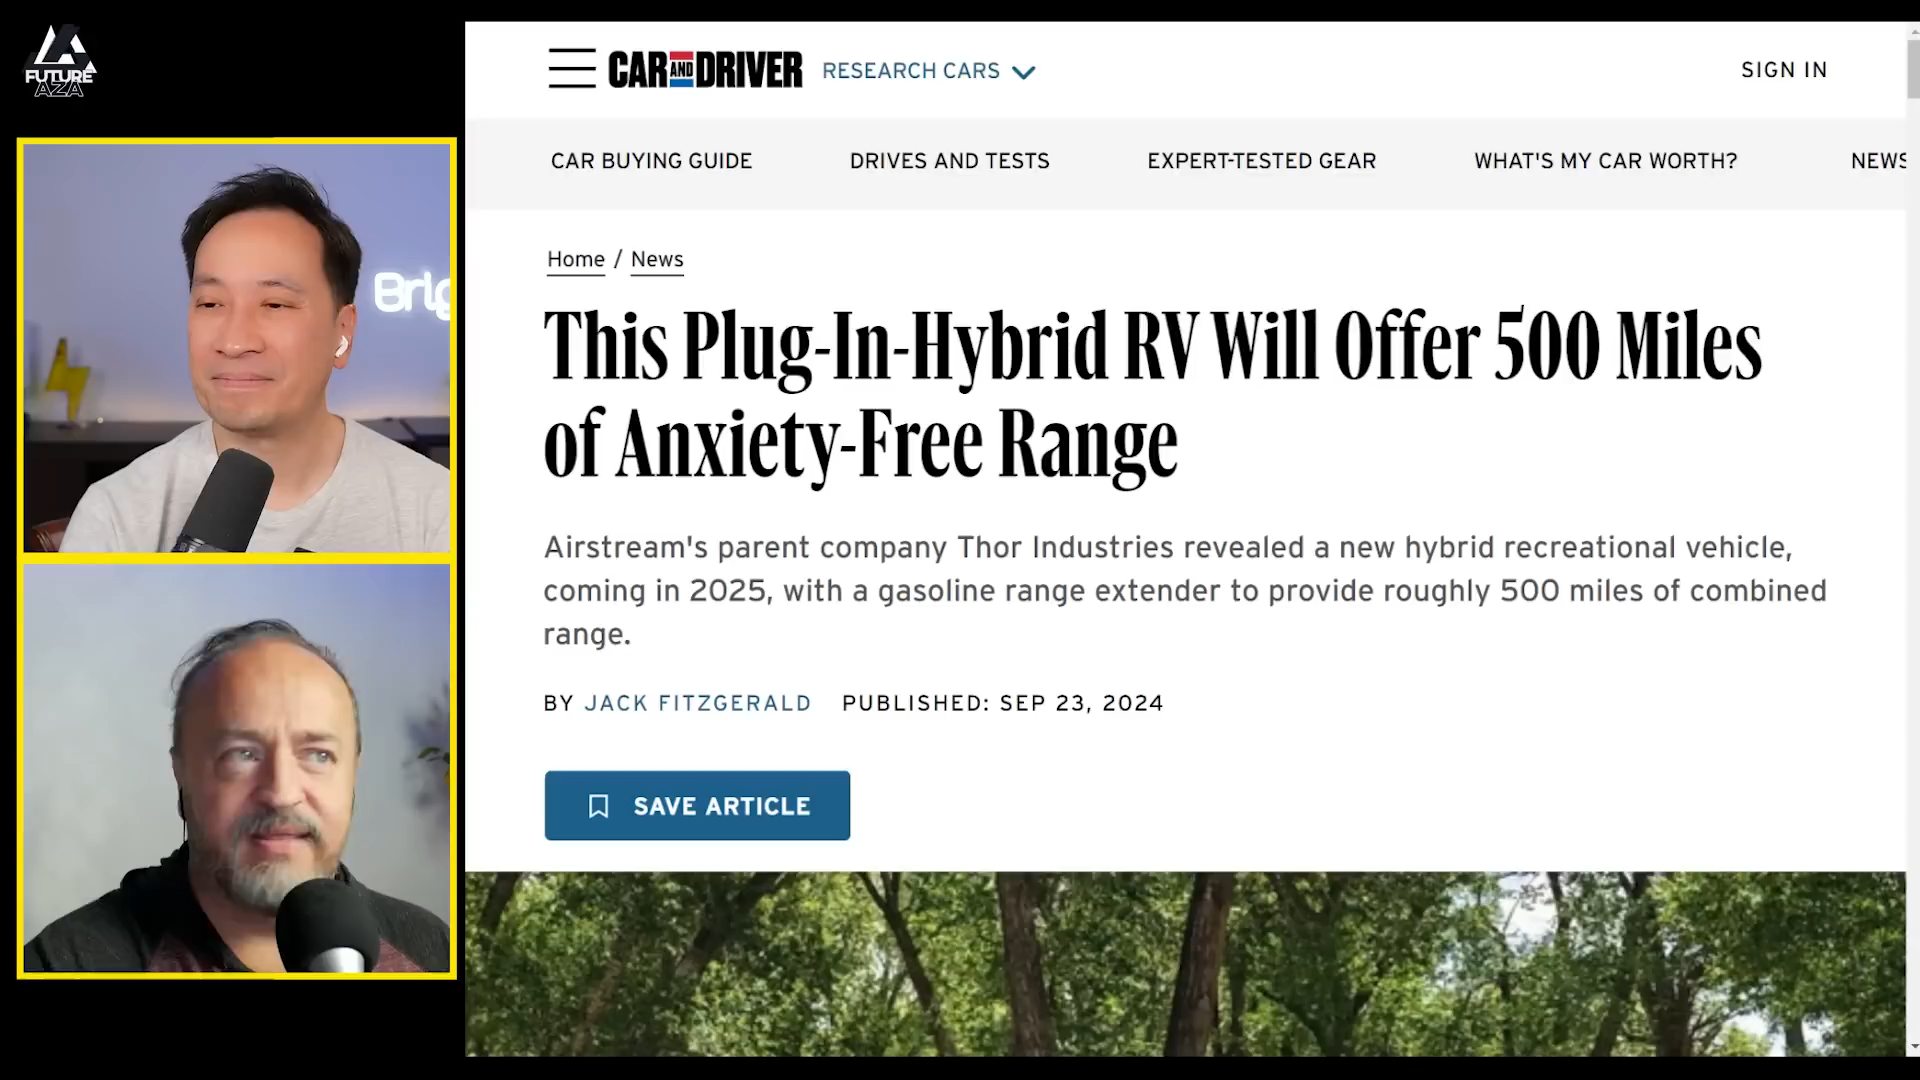 FUTURE
AZA
Brig
CAR AND DRIVER
RESEARCH CARS
SIGN IN
CAR BUYING GUIDE
DRIVES AND TESTS
EXPERT-TESTED GEAR
WHAT'S MY CAR WORTH?
NEWS
Home / News
This Plug-In-Hybrid RV Will Offer 500 Miles
of Anxiety-Free Range
Airstream's parent company Thor Industries revealed a new hybrid recreational vehicle,
coming in 2025, with a gasoline range extender to provide roughly 500 miles of combined
range.
BY JACK FITZGERALD PUBLISHED: SEP 23, 2024
SAVE ARTICLE